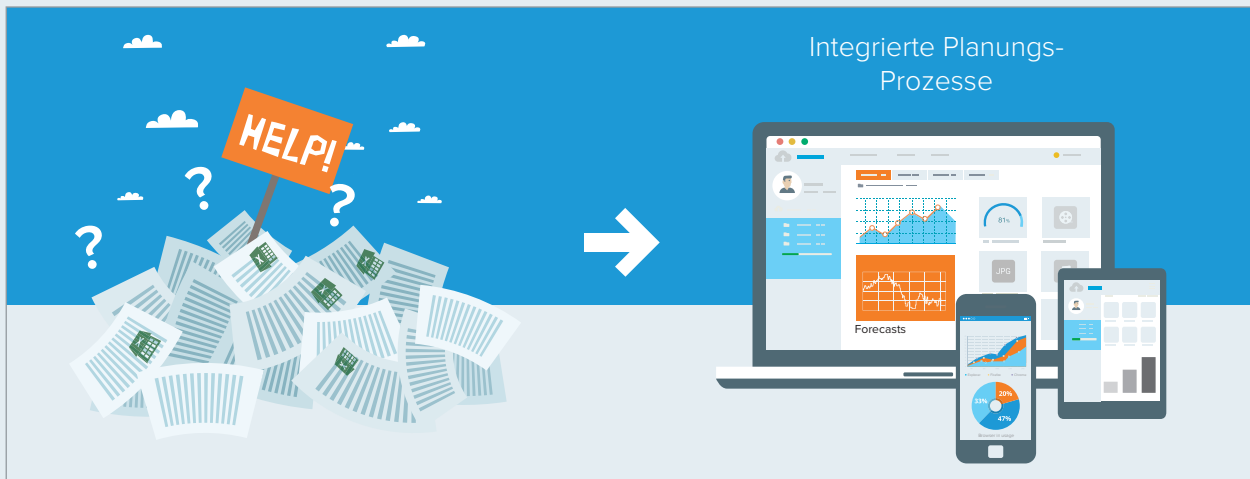 Integrierte Planungs-
Prozesse
HELP!
?
?
?
81%
JPG
Forecasts
20%
33%
47%